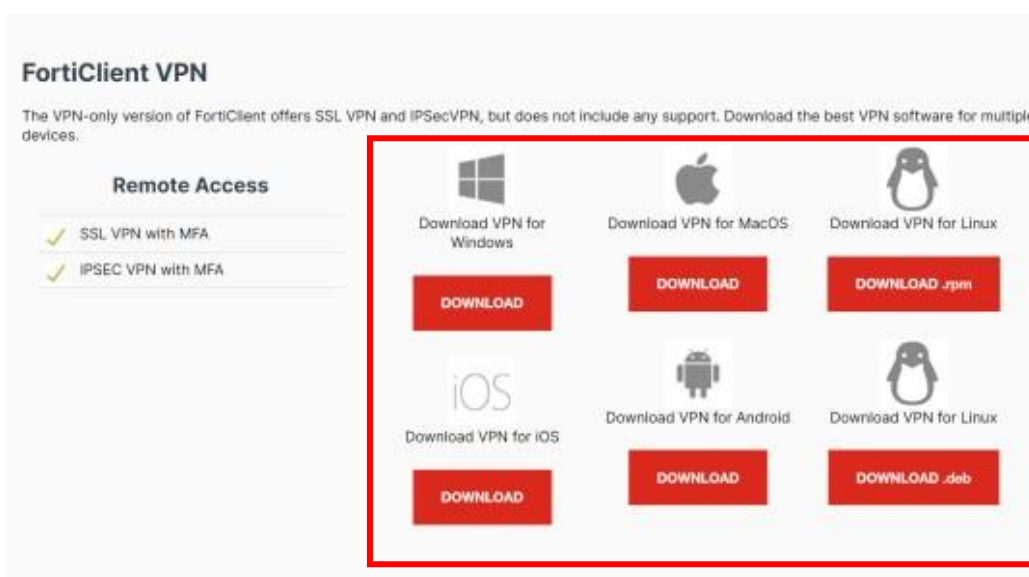 FortiClient VPN
The VPN-only version of FortiClient offers SSL VPN and IPSecVPN, but does not include any support. Download the best VPN software for multiple
devices.
Remote Access
SSL VPN with MFA
IPSEC VPN with MFA
Download VPN for
Windows
DOWNLOAD
Download VPN for MacOS
DOWNLOAD
Download VPN for Linux
DOWNLOAD .rpm
iOS
Download VPN for iOS
DOWNLOAD
Download VPN for Android
DOWNLOAD
Download VPN for Linux
DOWNLOAD .deb